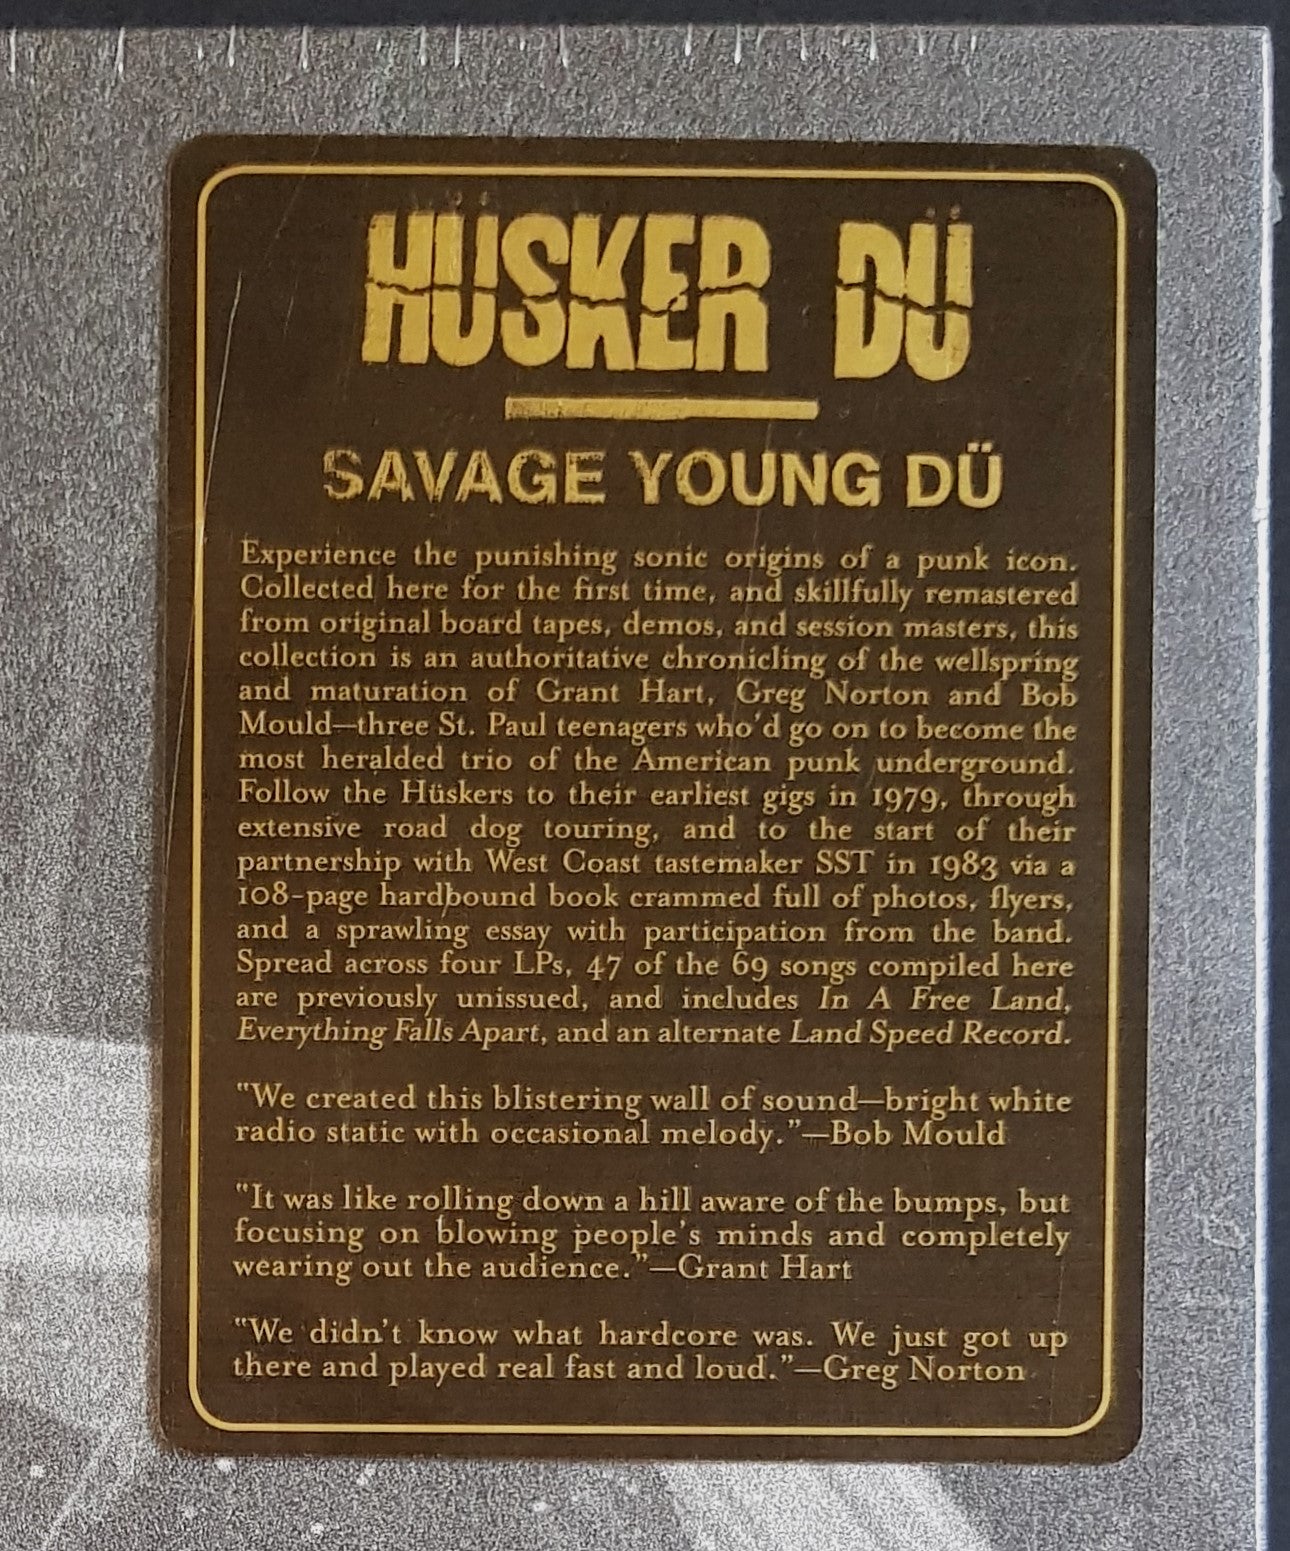 HÜSKER DÜ
SAVAGE YOUNG DÜ
Experience the punishing sonic origins of a punk icon.
Collected here for the first time, and skillfully remastered
from original board tapes, demos, and session masters, this
collection is an authoritative chronicling of the wellspring
and maturation of Grant Hart, Greg Norton and Bob
Mould—three St. Paul teenagers who'd go on to become the
most heralded trio of the American punk underground.
Follow the Hüskers to their earliest gigs in 1979, through
extensive road dog touring, and to the start of their
partnership with West Coast tastemaker SST in 1983 via a
108-page hardbound book crammed full of photos, flyers,
and a sprawling essay with participation from the band.
Spread across four LPs, 47 of the 69 songs compiled here
are previously unissued, and includes In A Free Land,
Everything Falls Apart, and an alternate Land Speed Record.
"We created this blistering wall of sound—bright white
radio static with occasional melody."—Bob Mould
"It was like rolling down a hill aware of the bumps, but
focusing on blowing people's minds and completely
wearing out the audience."—Grant Hart
"We didn't know what hardcore was. We just got up
there and played real fast and loud."—Greg Norton